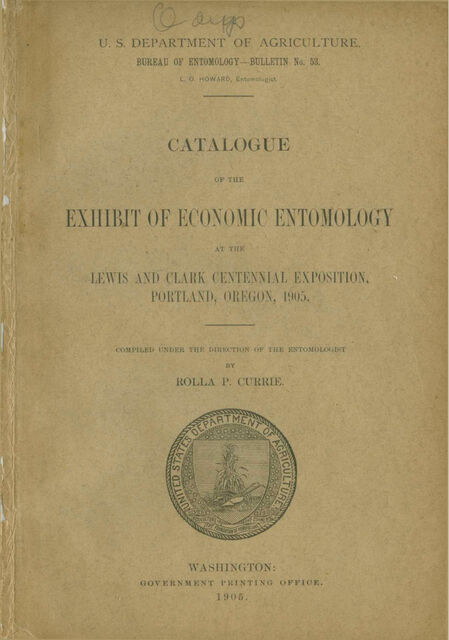 U. S. DEPARTMENT OF AGRICULTURE.
BUREAU OF ENTOMOLOGY—BULLETIN No. 53.
L. O. HOWARD, Entomologist.
CATALOGUE
OF THE
EXHIBIT OF ECONOMIC ENTOMOLOGY
AT THE
LEWIS AND CLARK CENTENNIAL EXPOSITION,
PORTLAND, OREGON, 1905.
COMPILED UNDER THE DIRECTION OF THE ENTOMOLOGIST
BY
ROLLA P. CURRIE.
UNITED STATES DEPARTMENT OF AGRICULTURE
WASHINGTON:
GOVERNMENT PRINTING OFFICE.
1905.